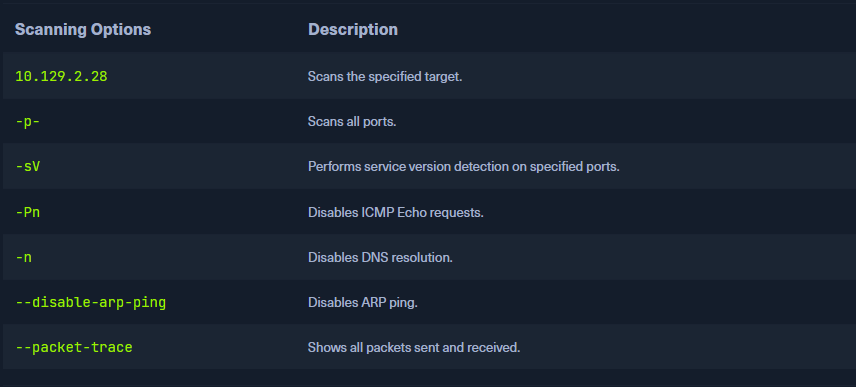 Scanning Options Description
10.129.2.28 Scans the specified target.
-p- Scans all ports.
-sV Performs service version detection on specified ports.
-Pn Disables ICMP Echo requests.
-n Disables DNS resolution.
--disable-arp-ping Disables ARP ping.
--packet-trace Shows all packets sent and received.